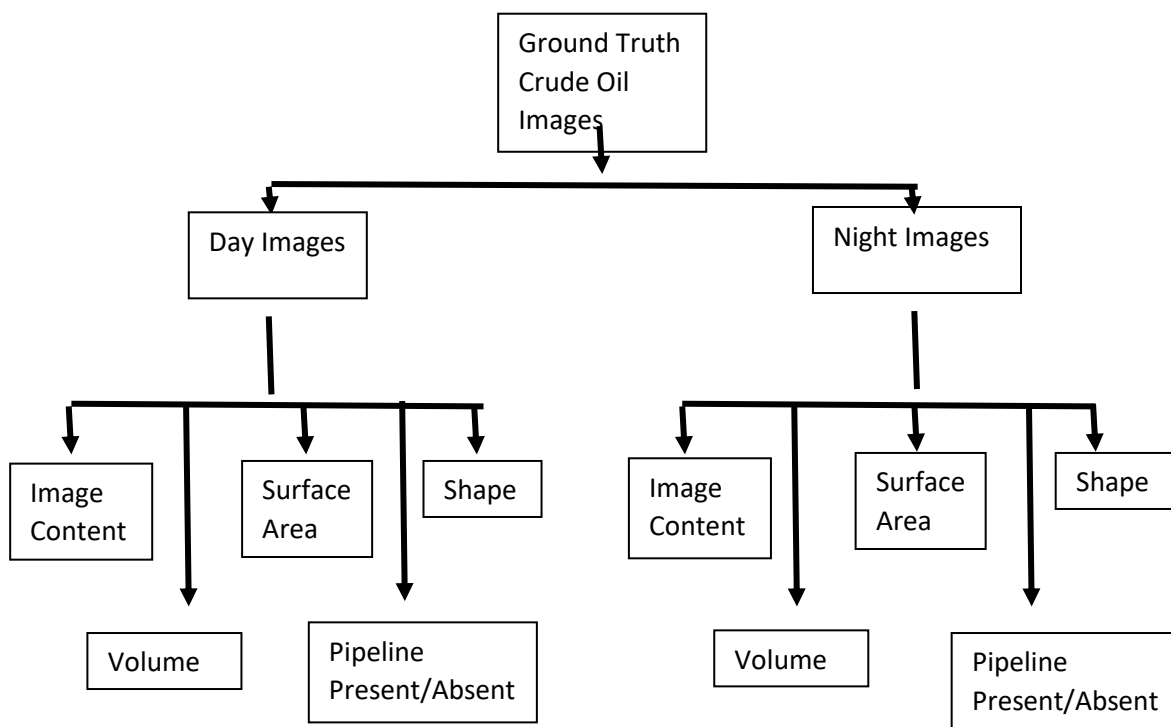 Ground Truth
Crude Oil
Images
Day Images
Night Images
Image
Content
Surface
Area
Shape
Image
Content
Surface
Area
Shape
Volume
Pipeline
Present/Absent
Volume
Pipeline
Present/Absent